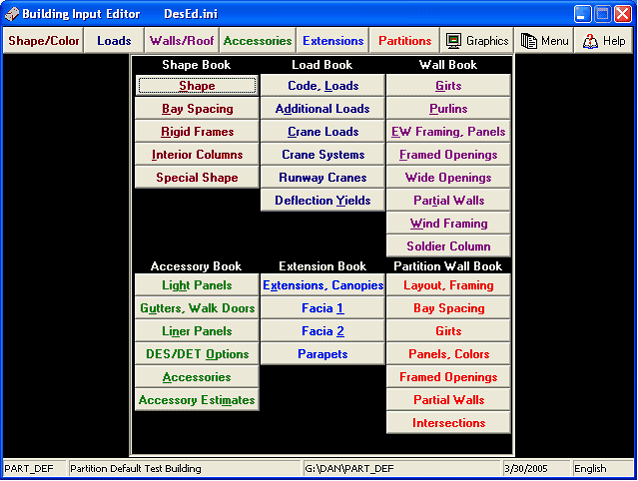 Building Input Editor DesEd.ini
Shape/Color Loads Walls/Roof Accessories Extensions Partitions Graphics Menu Help
Shape Book Load Book Wall Book
Shape Code, Loads Girts
Bay Spacing Additional Loads Purlins
Rigid Frames Crane Loads EW Framing, Panels
Interior Columns Crane Systems Framed Openings
Special Shape Runway Cranes Wide Openings
Deflection Yields Partial Walls
Wind Framing
Soldier Column
Accessory Book Extension Book Partition Wall Book
Light Panels Extensions, Canopies Layout, Framing
Gutters, Walk Doors Facia 1 Bay Spacing
Liner Panels Facia 2 Girts
DES/DET Options Parapets Panels, Colors
Accessories Framed Openings
Accessory Estimates Partial Walls
Intersections
PART_DEF Partition Default Test Building G:\DAN\PART_DEF 3/30/2005 English